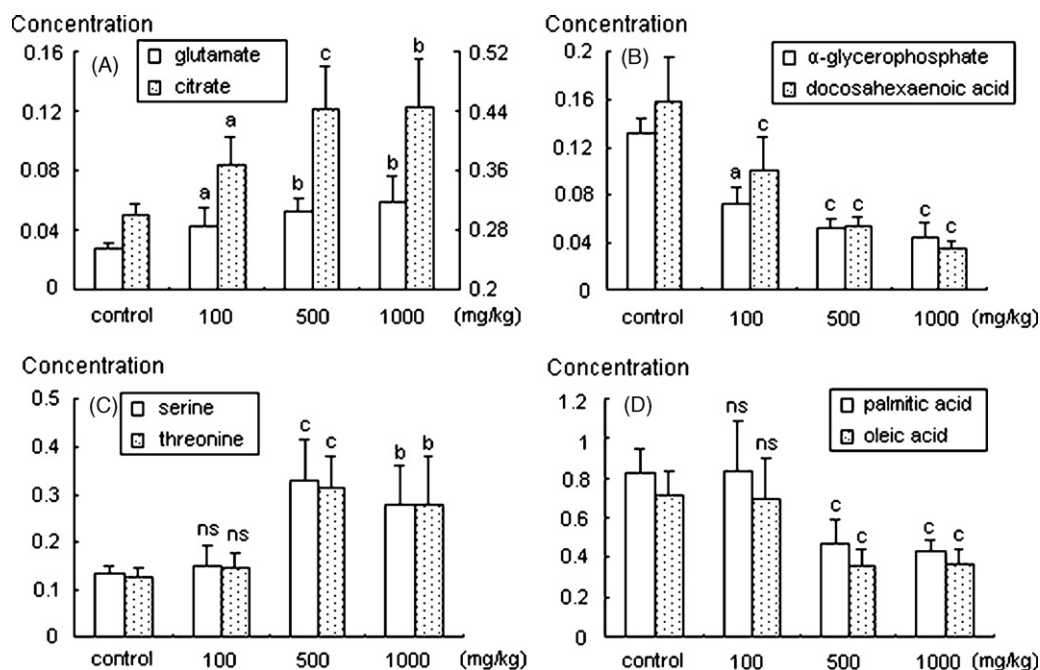 Concentration
(A)
glutamate
citrate
0.16
0.12
0.08
0.04
0
0.52
0.44
0.36
0.28
0.2
a
a
b
c
b
b
control 100 500 1000 (mg/kg)
Concentration
(B)
α-glycerophosphate
docosahexaenoic acid
0.2
0.16
0.12
0.08
0.04
0
a
c
c
c
c
c
control 100 500 1000 (mg/kg)
Concentration
(C)
serine
threonine
0.5
0.4
0.3
0.2
0.1
0
ns
ns
c
c
b
b
control 100 500 1000 (mg/kg)
Concentration
(D)
palmitic acid
oleic acid
1.2
1
0.8
0.6
0.4
0.2
0
ns
ns
c
c
c
c
control 100 500 1000 (mg/kg)